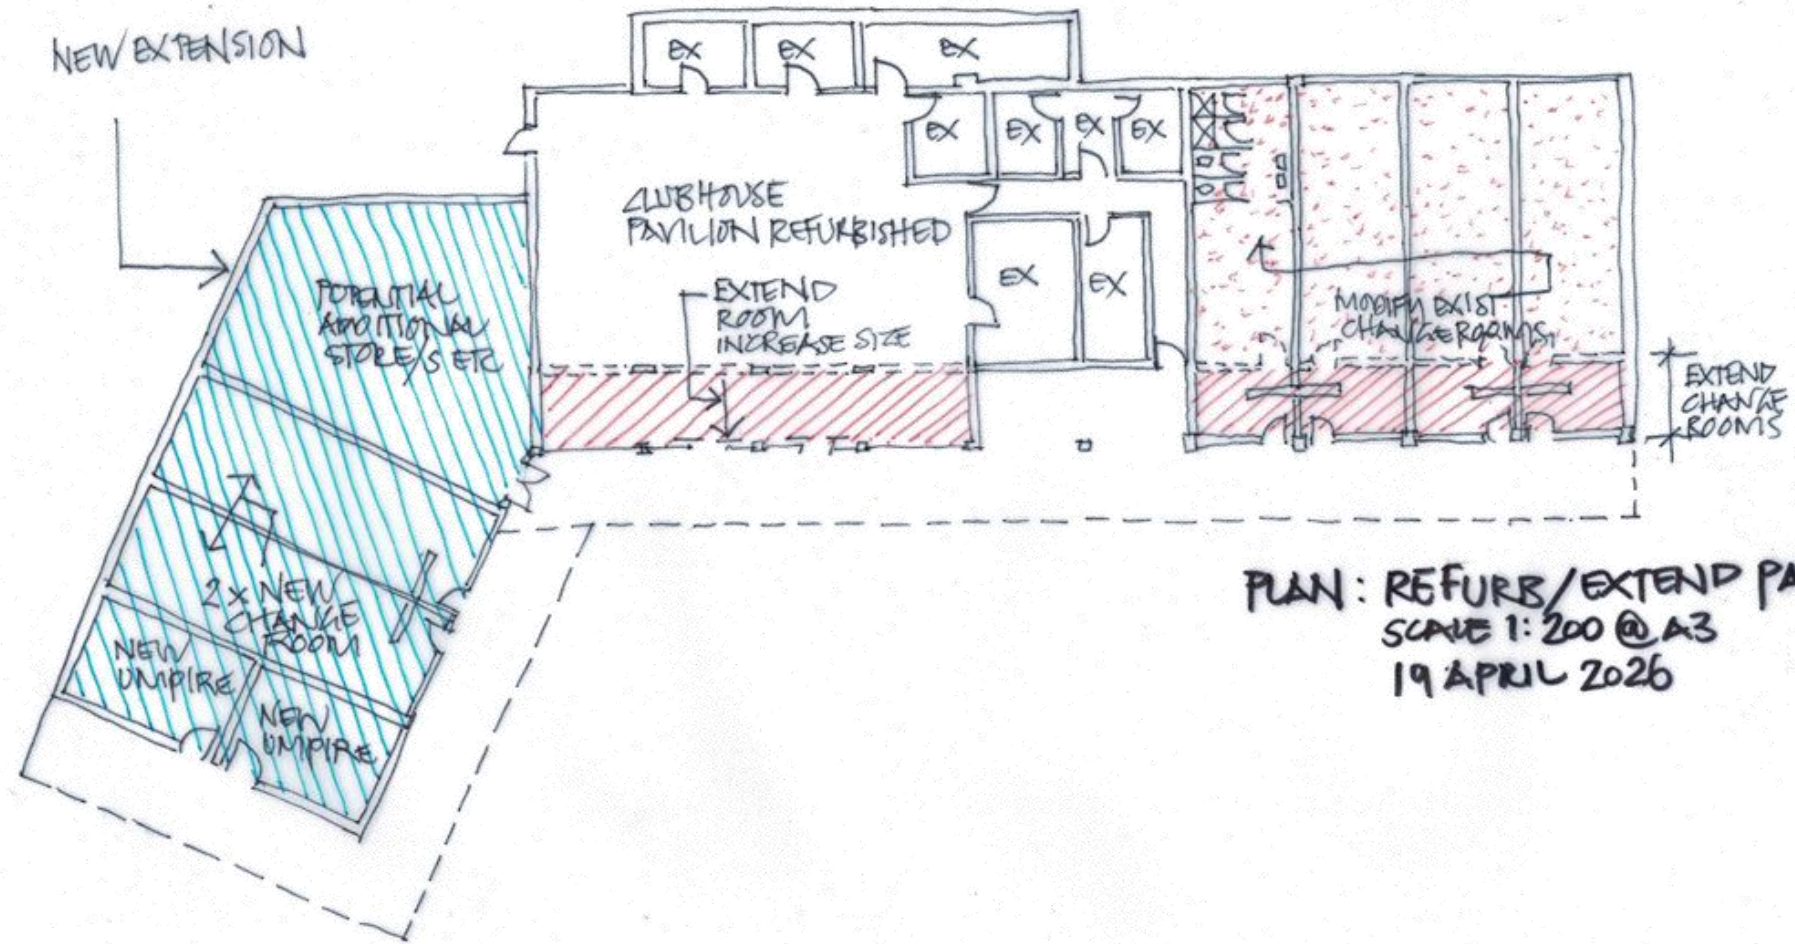 NEW EXTENSION
EX
EX
EX
EX
EX
EX
EX
CLUBHOUSE
PAVILION REFURBISHED
EX
EX
EXTEND
ROOM
INCREASE SIZE
POTENTIAL
ADDITIONAL
STORE/S ETC
MODIFY EXIST
CHANGEROOMS
EXTEND
CHANGE
ROOMS
2 x NEW
CHANGE
ROOM
NEW
UMPIRE
NEW
UMPIRE
PLAN: REFURB/EXTEND PA
SCALE 1:200 @ A3
19 APRIL 2026